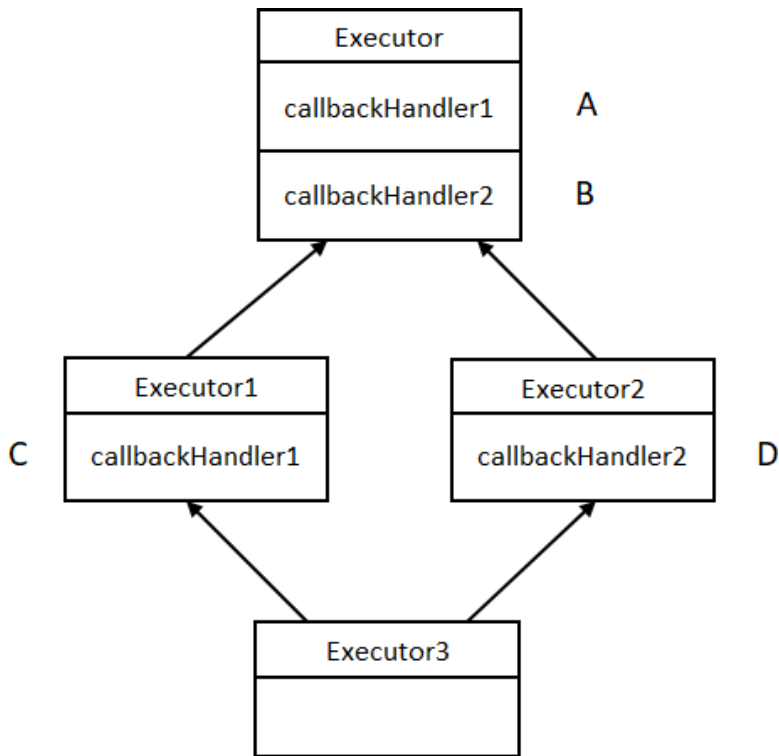 Executor
callbackHandler1
A
callbackHandler2
B
Executor1
Executor2
C
callbackHandler1
callbackHandler2
D
Executor3